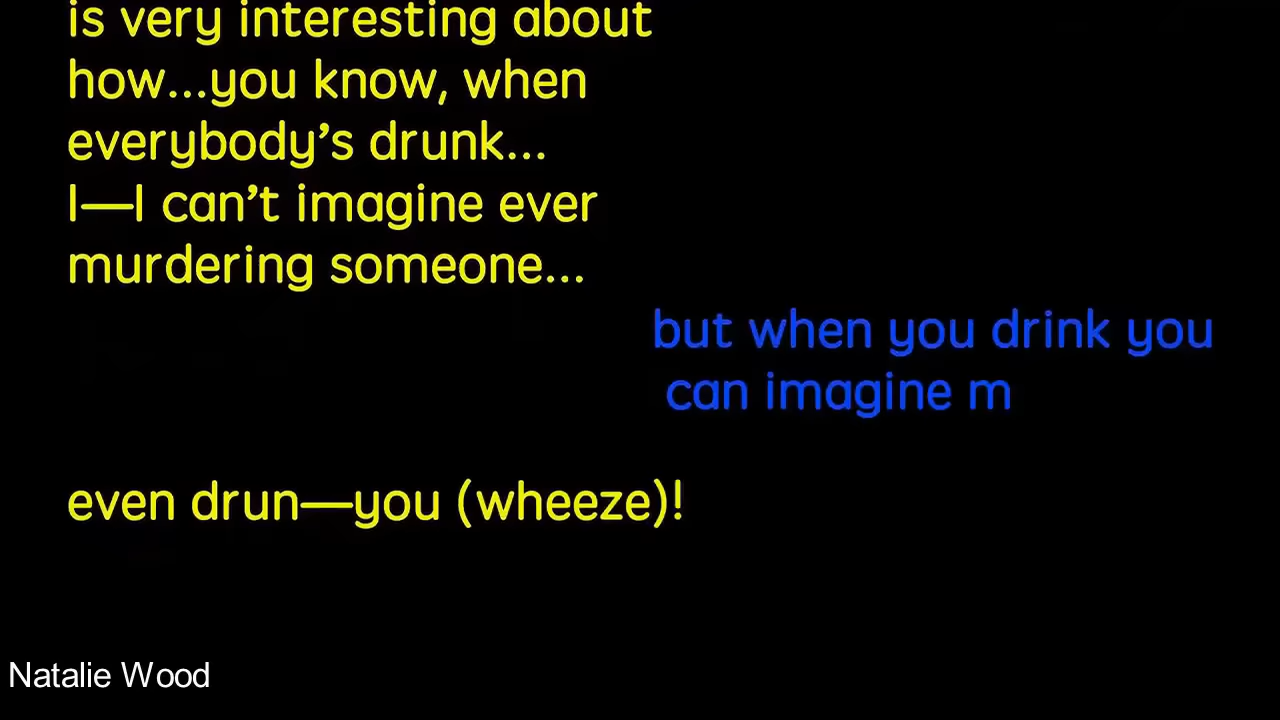 is very interesting about
how...you know, when
everybody’s drunk...
I—I can’t imagine ever
murdering someone...
but when you drink you
can imagine m
even drun—you (wheeze)!
Natalie Wood